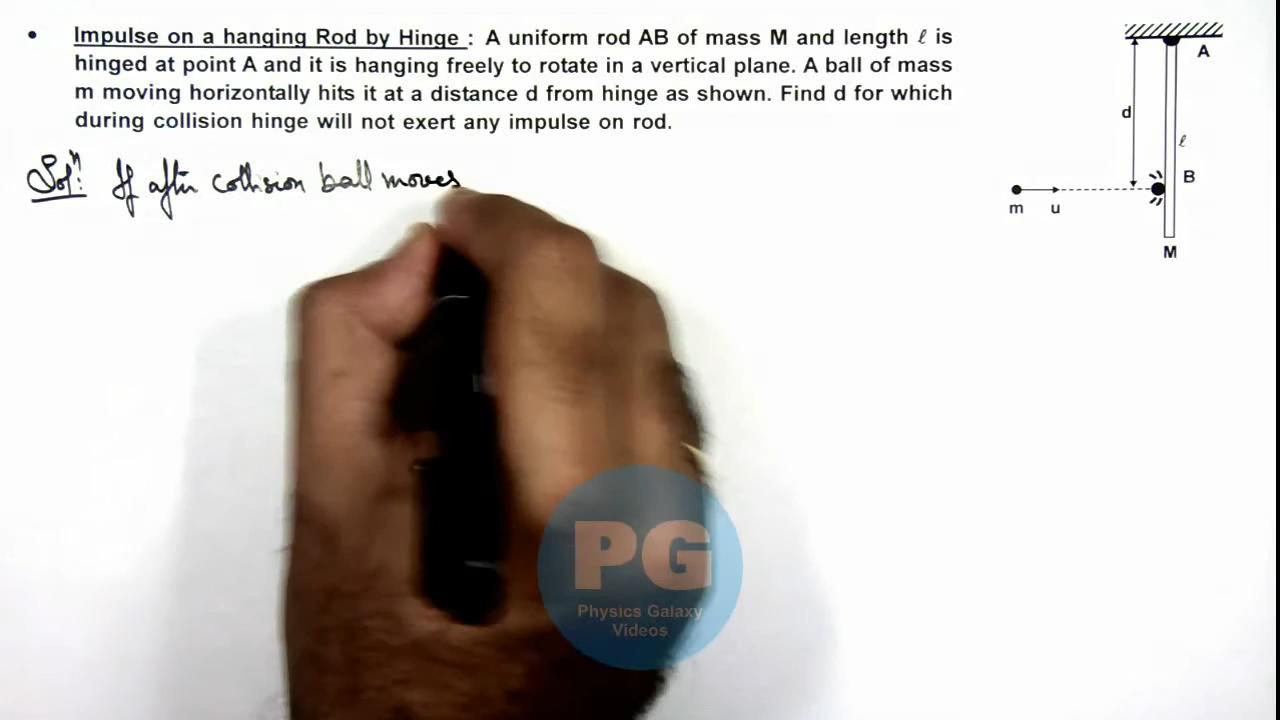 • Impulse on a hanging Rod by Hinge : A uniform rod AB of mass M and length ℓ is
hinged at point A and it is hanging freely to rotate in a vertical plane. A ball of mass
m moving horizontally hits it at a distance d from hinge as shown. Find d for which
during collision hinge will not exert any impulse on rod.
Solⁿ: If after collision ball moves
A
d
ℓ
B
m u
M
PG
Physics Galaxy
Videos